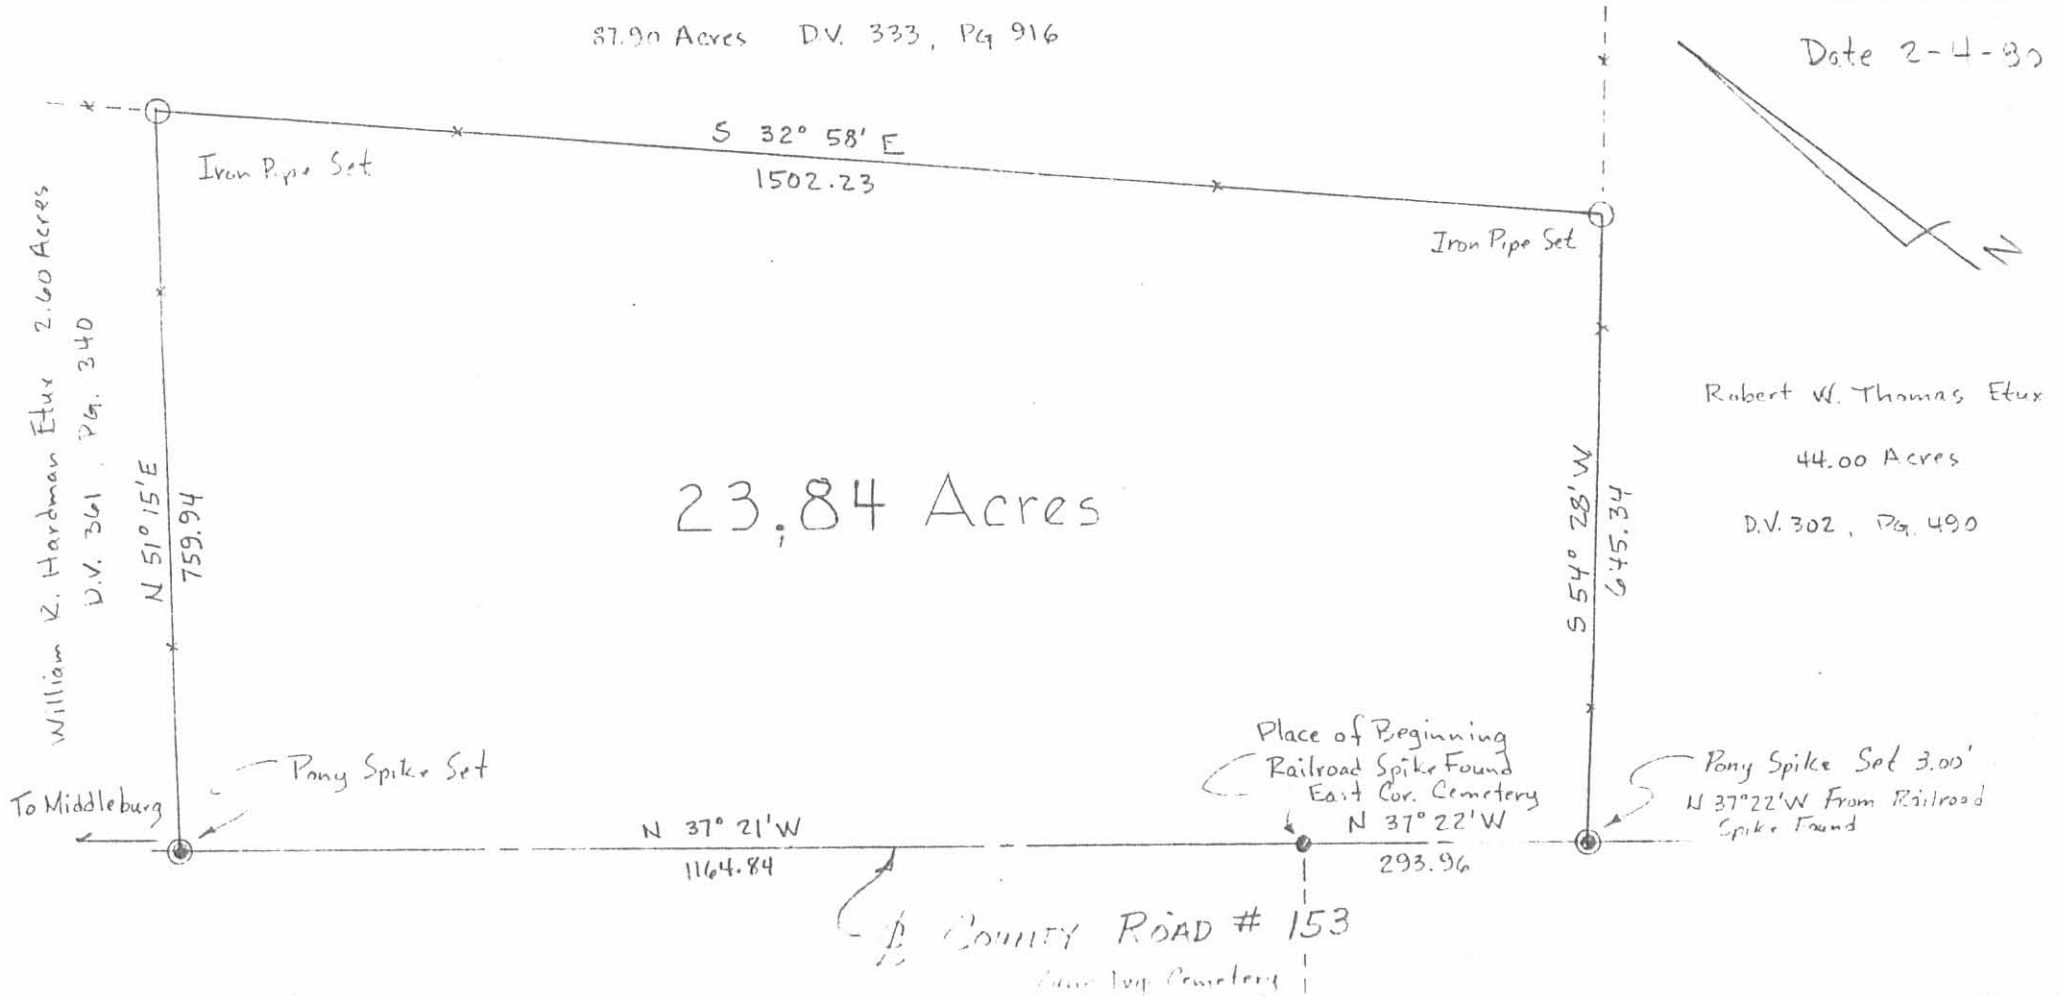 87.90 Acres D.V. 333, Pg 916
Date 2-4-80
S 32° 58' E
1502.23
Iron Pipe Set
Iron Pipe Set
N
William R. Hardman Etux 2.60 Acres
D.V. 361, Pg. 340
N 51° 15' E
759.94
23.84 Acres
S 54° 28' W
645.34
Robert W. Thomas Etux
44.00 Acres
D.V. 302, Pg. 490
To Middleburg
Pony Spike Set
Place of Beginning
Railroad Spike Found
East Cor. Cemetery
Pony Spike Set 3.00'
N 37°22'W From Railroad
Spike Found
N 37° 21' W
1164.84
N 37° 22' W
293.96
COUNTY ROAD # 153
Twp Cemetery